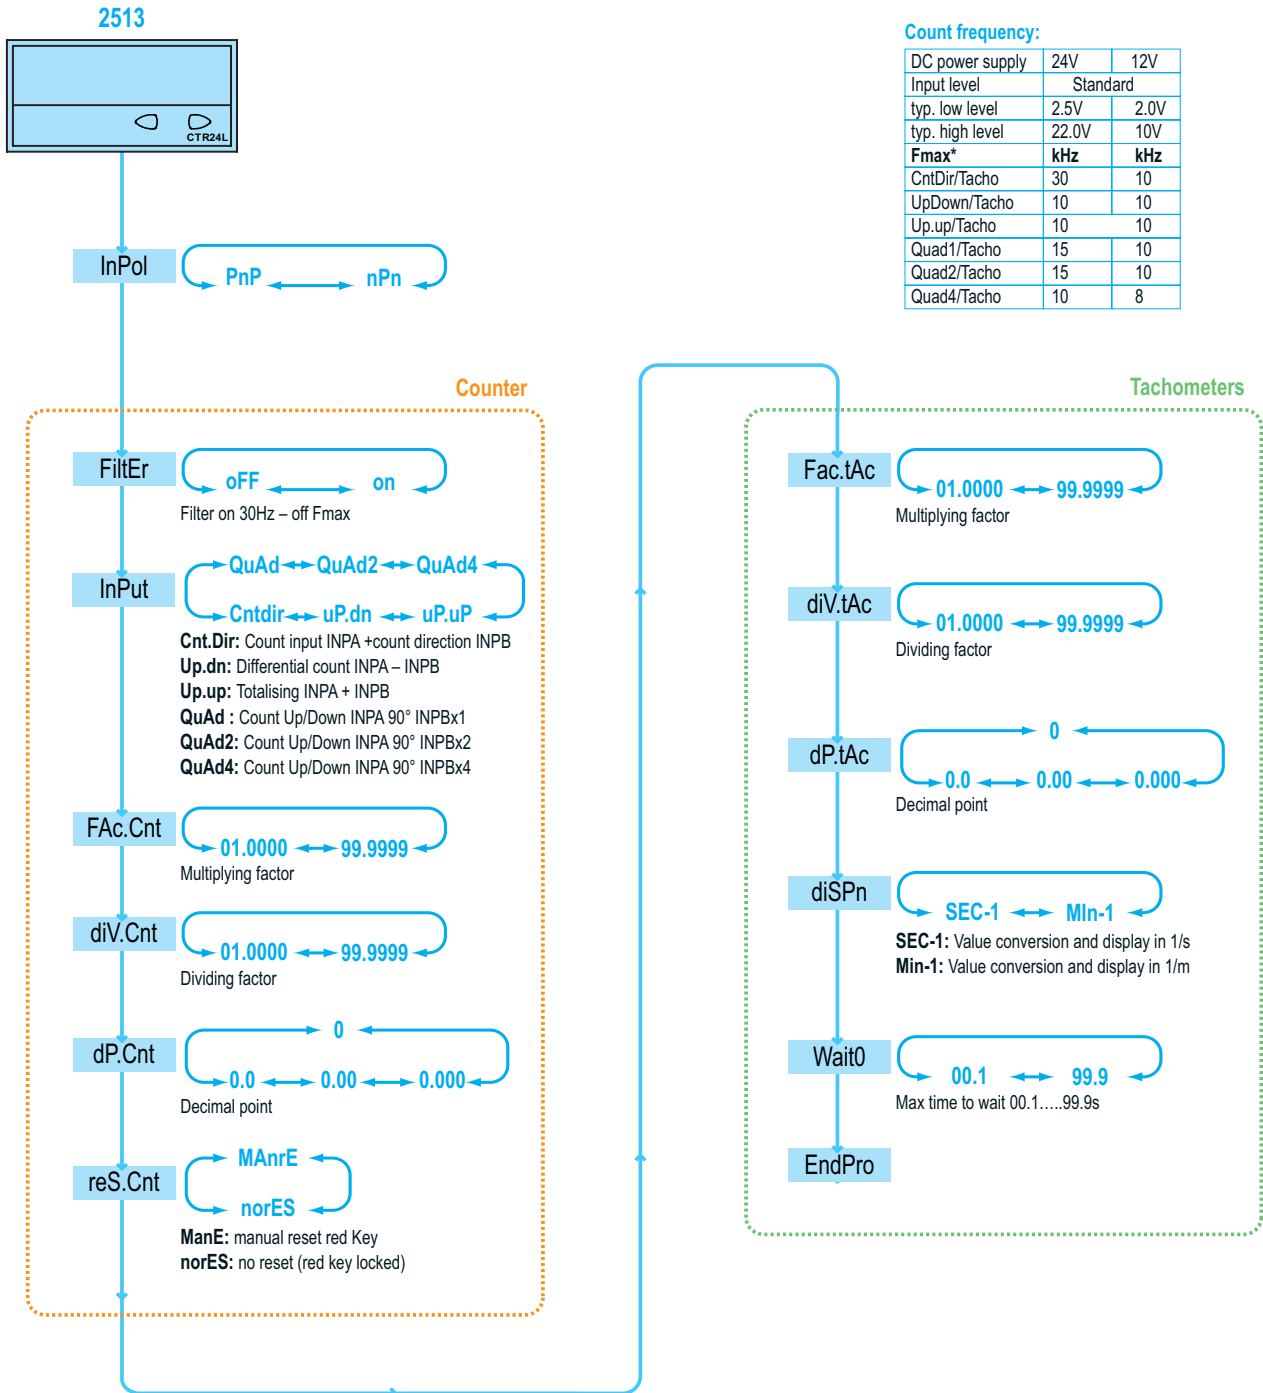 2513
CTR24L
Count frequency:
DC power supply 24V 12V
Input level Standard
typ. low level 2.5V 2.0V
typ. high level 22.0V 10V
Fmax* kHz kHz
CntDir/Tacho 30 10
UpDown/Tacho 10 10
Up.up/Tacho 10 10
Quad1/Tacho 15 10
Quad2/Tacho 15 10
Quad4/Tacho 10 8
InPol
PnP nPn
Counter
FiltEr
oFF on
Filter on 30Hz – off Fmax
InPut
QuAd QuAd2 QuAd4
Cntdir uP.dn uP.uP
Cnt.Dir: Count input INPA +count direction INPB
Up.dn: Differential count INPA – INPB
Up.up: Totalising INPA + INPB
QuAd : Count Up/Down INPA 90° INPBx1
QuAd2: Count Up/Down INPA 90° INPBx2
QuAd4: Count Up/Down INPA 90° INPBx4
FAc.Cnt
01.0000 99.9999
Multiplying factor
diV.Cnt
01.0000 99.9999
Dividing factor
dP.Cnt
0
0.0 0.00 0.000
Decimal point
reS.Cnt
MAnrE
norES
ManE: manual reset red Key
norES: no reset (red key locked)
Tachometers
Fac.tAc
01.0000 99.9999
Multiplying factor
diV.tAc
01.0000 99.9999
Dividing factor
dP.tAc
0
0.0 0.00 0.000
Decimal point
diSPn
SEC-1 MIn-1
SEC-1: Value conversion and display in 1/s
Min-1: Value conversion and display in 1/m
Wait0
00.1 99.9
Max time to wait 00.1.....99.9s
EndPro